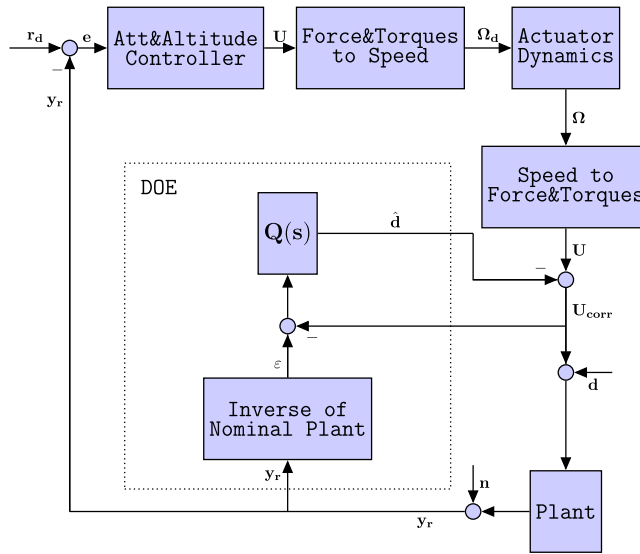 r_d
e
Att&Altitude
Controller
U
Force&Torques
to Speed
Ω_d
Actuator
Dynamics
−
y_r
Ω
Speed to
Force&Torques
DOE
Q(s)
d̂
U
−
U_corr
−
ε
d
Inverse of
Nominal Plant
y_r
n
y_r
Plant